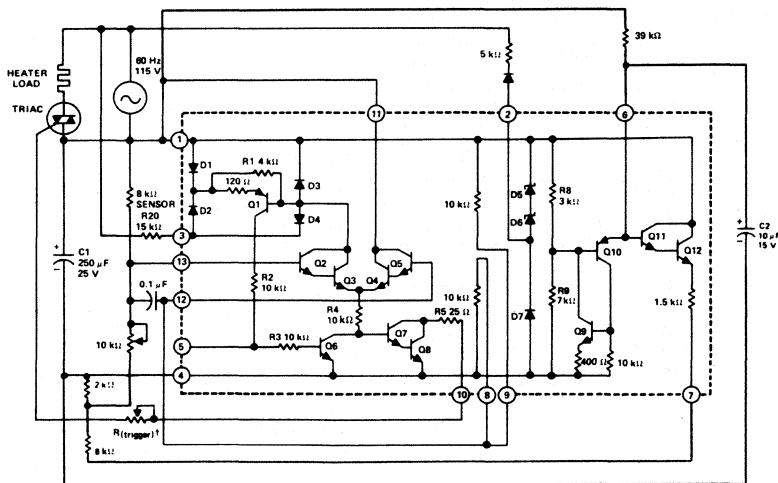 39 kΩ
60 Hz
115 V
5 kΩ
HEATER
LOAD
TRIAC
11
2
6
1
D1
R1 4 kΩ
D3
120 Ω
D2
Q1
D4
8 kΩ
SENSOR
R20
15 kΩ
3
10 kΩ
D5
D6
R8
3 kΩ
Q10
Q11
Q12
C2
10 μF
15 V
C1
250 μF
25 V
13
Q2
Q3
Q4
Q5
0.1 μF
12
R2
10 kΩ
R4
10 kΩ
R5 25 Ω
10 kΩ
D7
R9
7 kΩ
Q9
1.5 kΩ
10 kΩ
5
R3 10 kΩ
Q6
Q7
Q8
400 Ω
10 kΩ
4
2 kΩ
10
8
9
7
R(trigger)†
8 kΩ